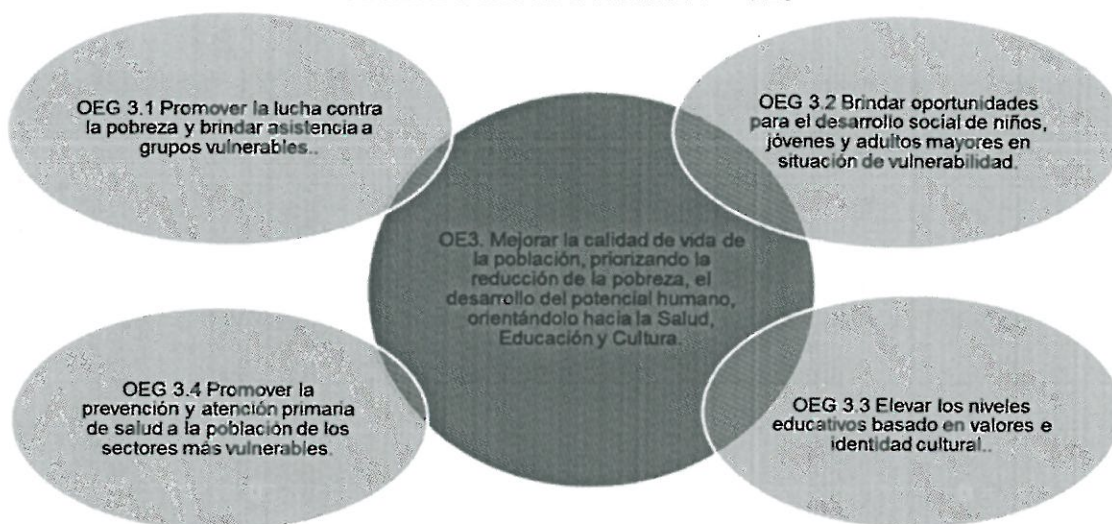 OEG 3.1 Promover la lucha contra
la pobreza y brindar asistencia a
grupos vulnerables..
OEG 3.2 Brindar oportunidades
para el desarrollo social de niños,
jóvenes y adultos mayores en
situación de vulnerabilidad.
OE3. Mejorar la calidad de vida de
la población, priorizando la
reducción de la pobreza, el
desarrollo del potencial humano,
orientándolo hacia la Salud,
Educación y Cultura.
OEG 3.4 Promover la
prevención y atención primaria
de salud a la población de los
sectores más vulnerables.
OEG 3.3 Elevar los niveles
educativos basado en valores e
identidad cultural..